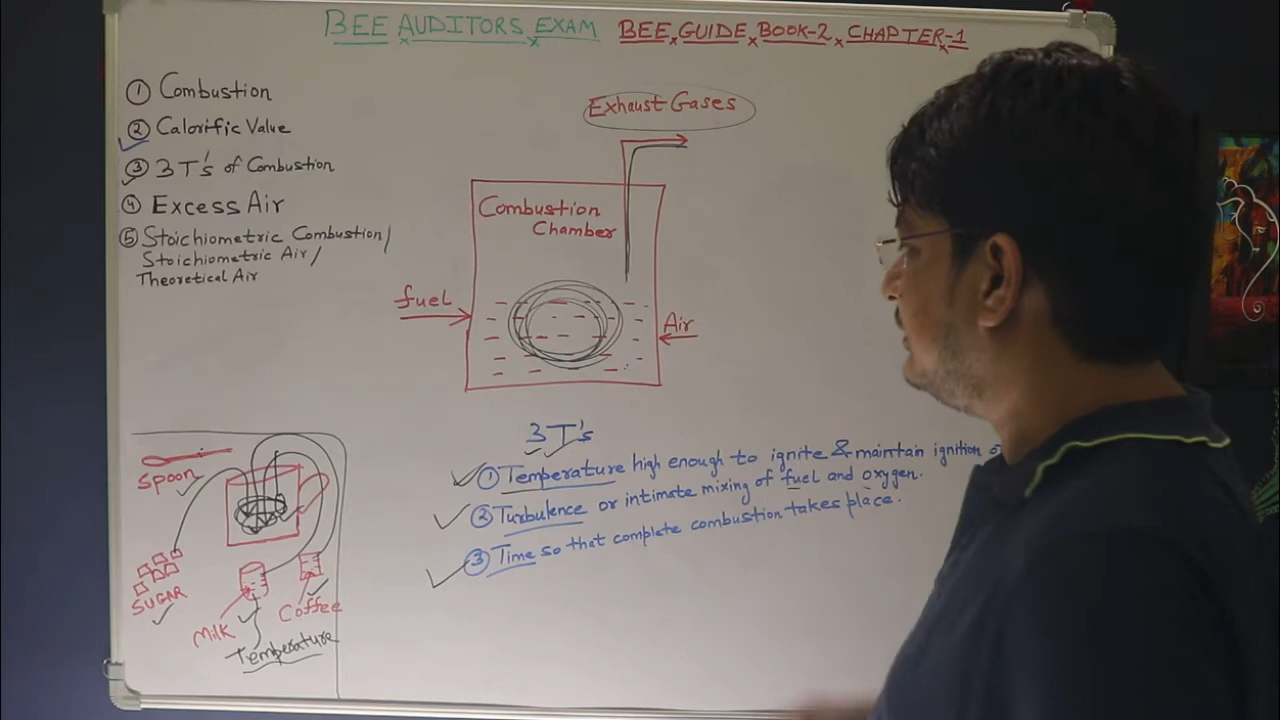 BEE AUDITORS EXAM BEE GUIDE BOOK-2, CHAPTER-1
① Combustion
② Calorific Value
③ 3 T's of Combustion
④ Excess Air
⑤ Stoichiometric Combustion/
Stoichiometric Air/
Theoretical Air
Exhaust Gases
Combustion
Chamber
fuel
Air
3 T's
① Temperature high enough to ignite & maintain ignition
② Turbulence or intimate mixing of fuel and oxygen.
③ Time so that complete combustion takes place.
Spoon
SUGAR
Milk
Coffee
Temperature